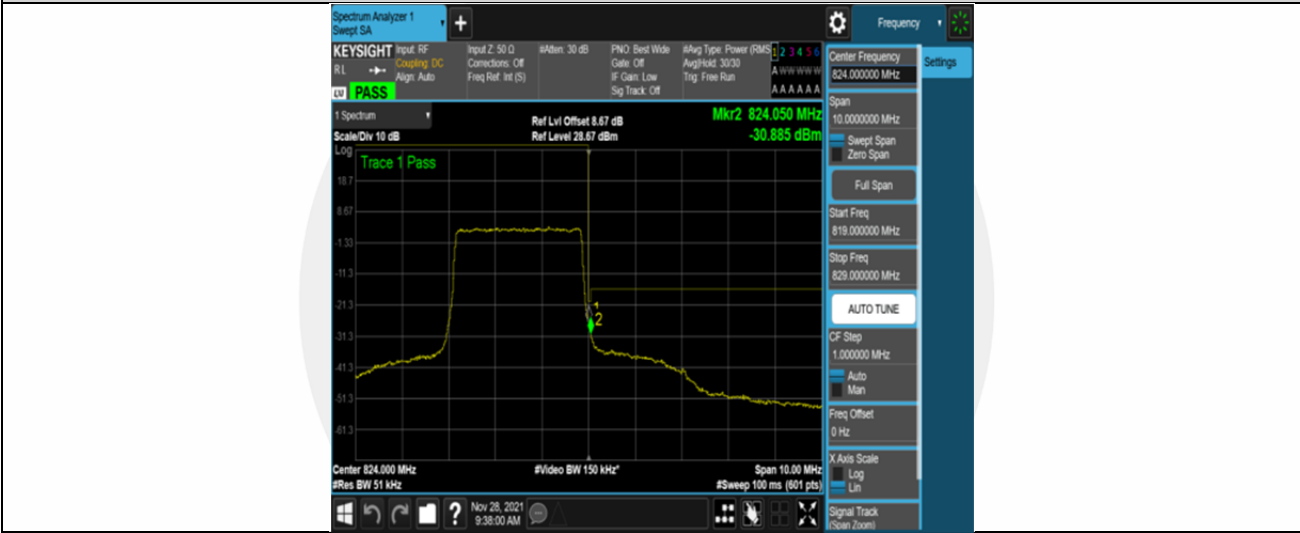 Spectrum Analyzer 1
Swept SA
+
Frequency
KEYSIGHT
R L
LXI PASS
Input: RF
Coupling: DC
Align: Auto
Input Z: 50 Ω
Corrections: Off
Freq Ref: Int (S)
#Atten: 30 dB
PNO: Best Wide
Gate: Off
IF Gain: Low
Sig Track: Off
#Avg Type: Power (RMS
Avg|Hold: 30/30
Trig: Free Run
1 2 3 4 5 6
A W W W W W
A A A A A A
1 Spectrum
Scale/Div 10 dB
Ref Lvl Offset 8.67 dB
Ref Level 28.67 dBm
Mkr2 824.050 MHz
-30.885 dBm
Log
Trace 1 Pass
18.7
8.67
-1.33
-11.3
-21.3
-31.3
-41.3
-51.3
-61.3
1
2
Center 824.000 MHz
#Res BW 51 kHz
#Video BW 150 kHz*
Span 10.00 MHz
#Sweep 100 ms (601 pts)
?
Nov 28, 2021
9:38:00 AM
Center Frequency
824.000000 MHz
Settings
Span
10.0000000 MHz
Swept Span
Zero Span
Full Span
Start Freq
819.000000 MHz
Stop Freq
829.000000 MHz
AUTO TUNE
CF Step
1.000000 MHz
Auto
Man
Freq Offset
0 Hz
X Axis Scale
Log
Lin
Signal Track
(Span Zoom)